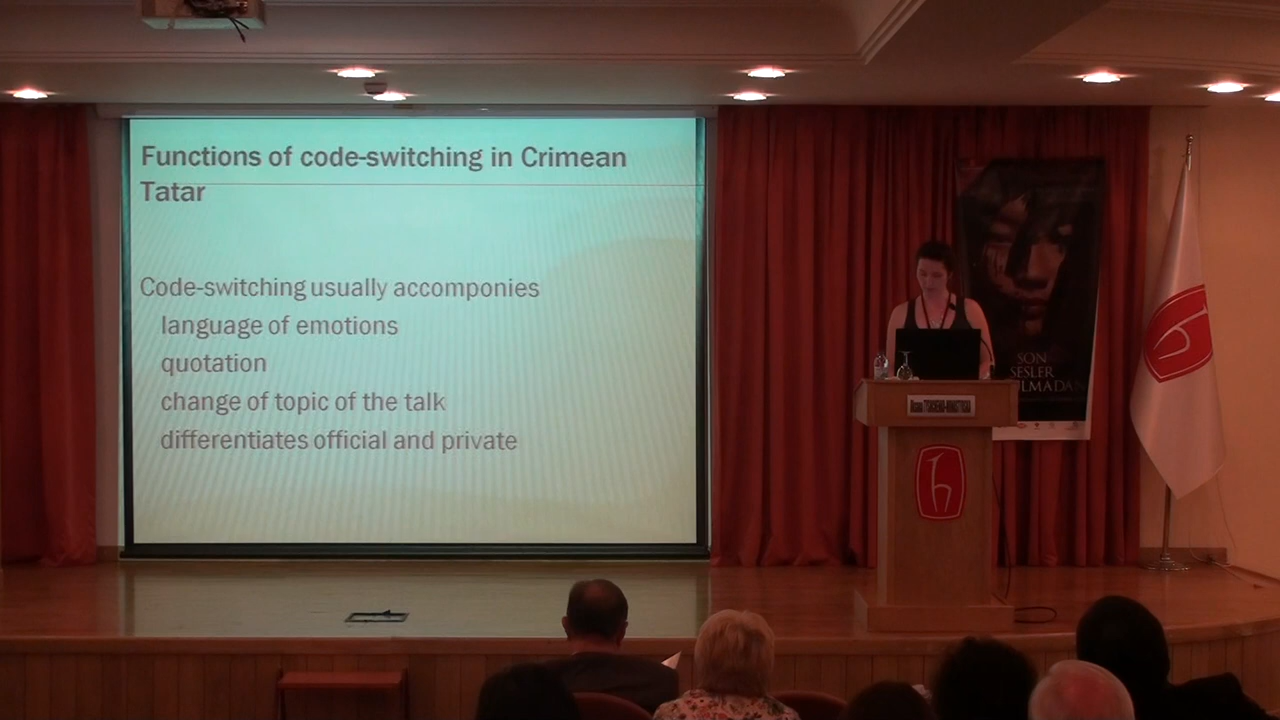 Functions of code-switching in Crimean
Tatar
Code-switching usually accomponies
language of emotions
quotation
change of topic of the talk
differentiates official and private
SON
SESLER